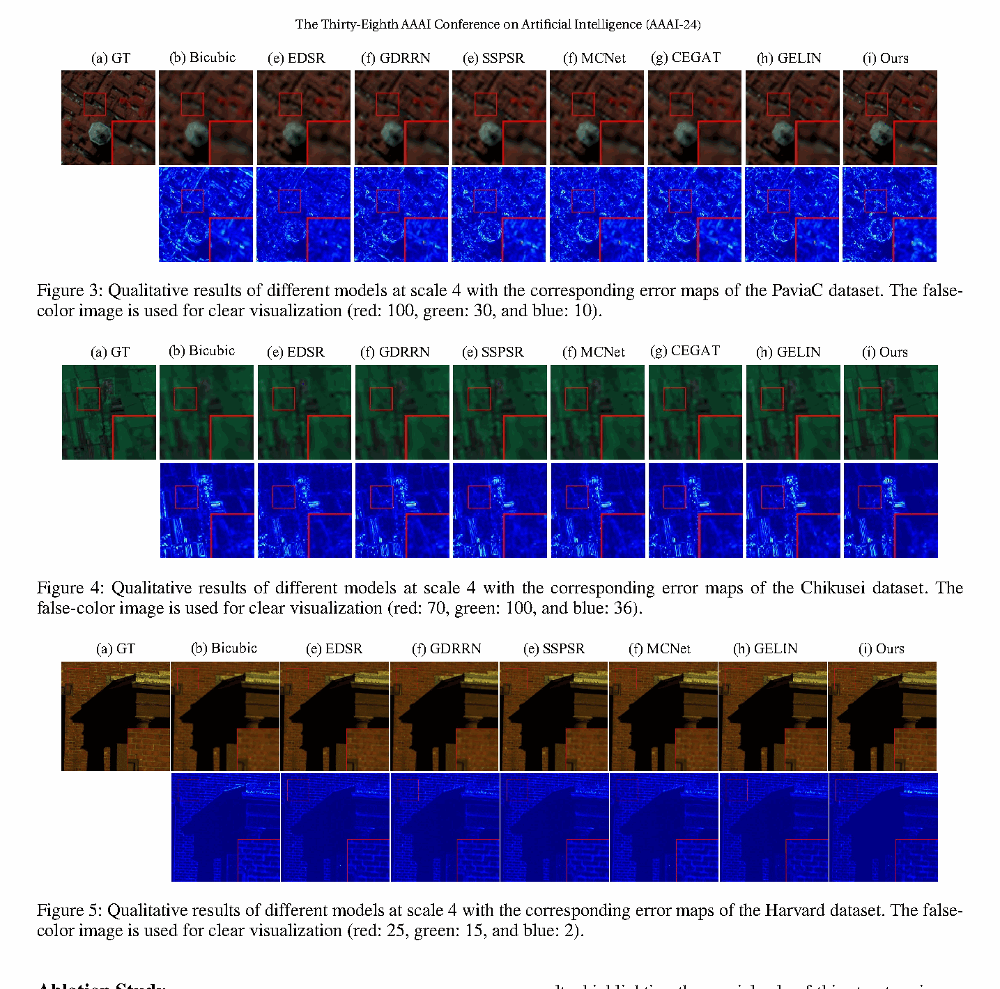 The Thirty-Eighth AAAI Conference on Artificial Intelligence (AAAI-24)
(a) GT (b) Bicubic (e) EDSR (f) GDRRN (e) SSPSR (f) MCNet (g) CEGAT (h) GELIN (i) Ours
Figure 3: Qualitative results of different models at scale 4 with the corresponding error maps of the PaviaC dataset. The false-
color image is used for clear visualization (red: 100, green: 30, and blue: 10).
(a) GT (b) Bicubic (e) EDSR (f) GDRRN (e) SSPSR (f) MCNet (g) CEGAT (h) GELIN (i) Ours
Figure 4: Qualitative results of different models at scale 4 with the corresponding error maps of the Chikusei dataset. The
false-color image is used for clear visualization (red: 70, green: 100, and blue: 36).
(a) GT (b) Bicubic (e) EDSR (f) GDRRN (e) SSPSR (f) MCNet (h) GELIN (i) Ours
Figure 5: Qualitative results of different models at scale 4 with the corresponding error maps of the Harvard dataset. The false-
color image is used for clear visualization (red: 25, green: 15, and blue: 2).
Ablation Study